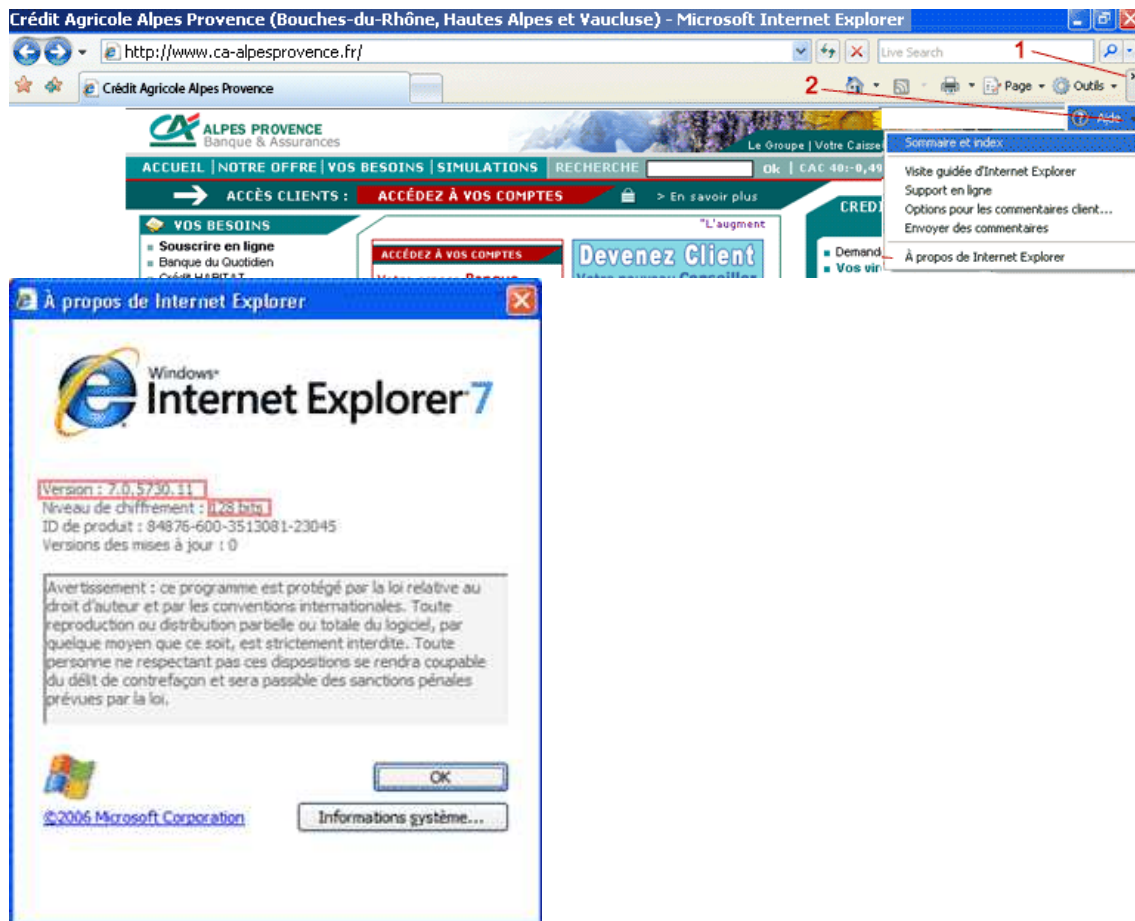 Crédit Agricole Alpes Provence (Bouches-du-Rhône, Hautes Alpes et Vaucluse) - Microsoft Internet Explorer
http://www.ca-alpesprovence.fr/
Live Search
1
Crédit Agricole Alpes Provence
2
Page
Outils
Aide
CA
ALPES PROVENCE
Banque & Assurances
Le Groupe | Votre Caisse
Sommaire et index
ACCUEIL | NOTRE OFFRE | VOS BESOINS | SIMULATIONS
RECHERCHE
Ok | CAC 40:-0,49
Visite guidée d'Internet Explorer
Support en ligne
Options pour les commentaires client...
Envoyer des commentaires
À propos de Internet Explorer
ACCÈS CLIENTS :
ACCÉDEZ À VOS COMPTES
> En savoir plus
CREDI
VOS BESOINS
"L'augment
Souscrire en ligne
Banque du Quotidien
Crédit HABITAT
ACCÉDEZ À VOS COMPTES
Devenez Client
Demand
Vos vir
À propos de Internet Explorer
Windows
Internet Explorer 7
Version : 7.0.5730.11
Niveau de chiffrement : 128 bits
ID de produit : 84876-600-3513081-23045
Versions des mises à jour : 0
Avertissement : ce programme est protégé par la loi relative au
droit d'auteur et par les conventions internationales. Toute
reproduction ou distribution partielle ou totale du logiciel, par
quelque moyen que ce soit, est strictement interdite. Toute
personne ne respectant pas ces dispositions se rendra coupable
du délit de contrefaçon et sera passible des sanctions pénales
prévues par la loi.
OK
©2006 Microsoft Corporation
Informations système...